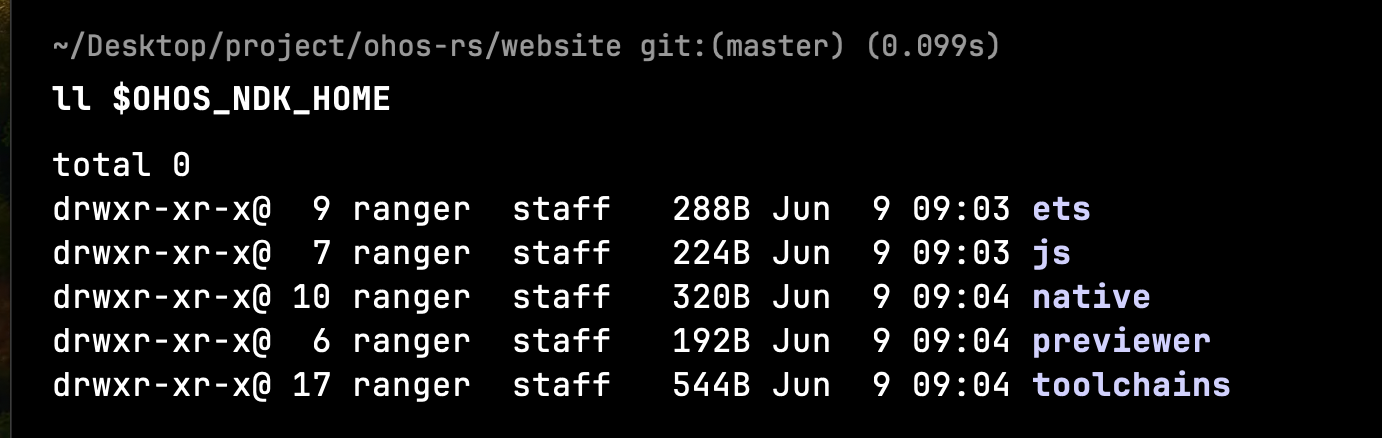 ~/Desktop/project/ohos-rs/website git:(master) (0.099s)
ll $OHOS_NDK_HOME
total 0
drwxr-xr-x@  9 ranger  staff   288B Jun  9 09:03 ets
drwxr-xr-x@  7 ranger  staff   224B Jun  9 09:03 js
drwxr-xr-x@ 10 ranger  staff   320B Jun  9 09:04 native
drwxr-xr-x@  6 ranger  staff   192B Jun  9 09:04 previewer
drwxr-xr-x@ 17 ranger  staff   544B Jun  9 09:04 toolchains